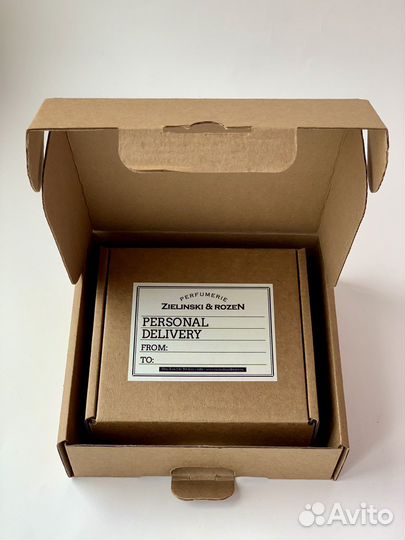 PERFUMERIE
ZIELINSKI & ROZEN
PERSONAL
DELIVERY
FROM:
TO:
Avito